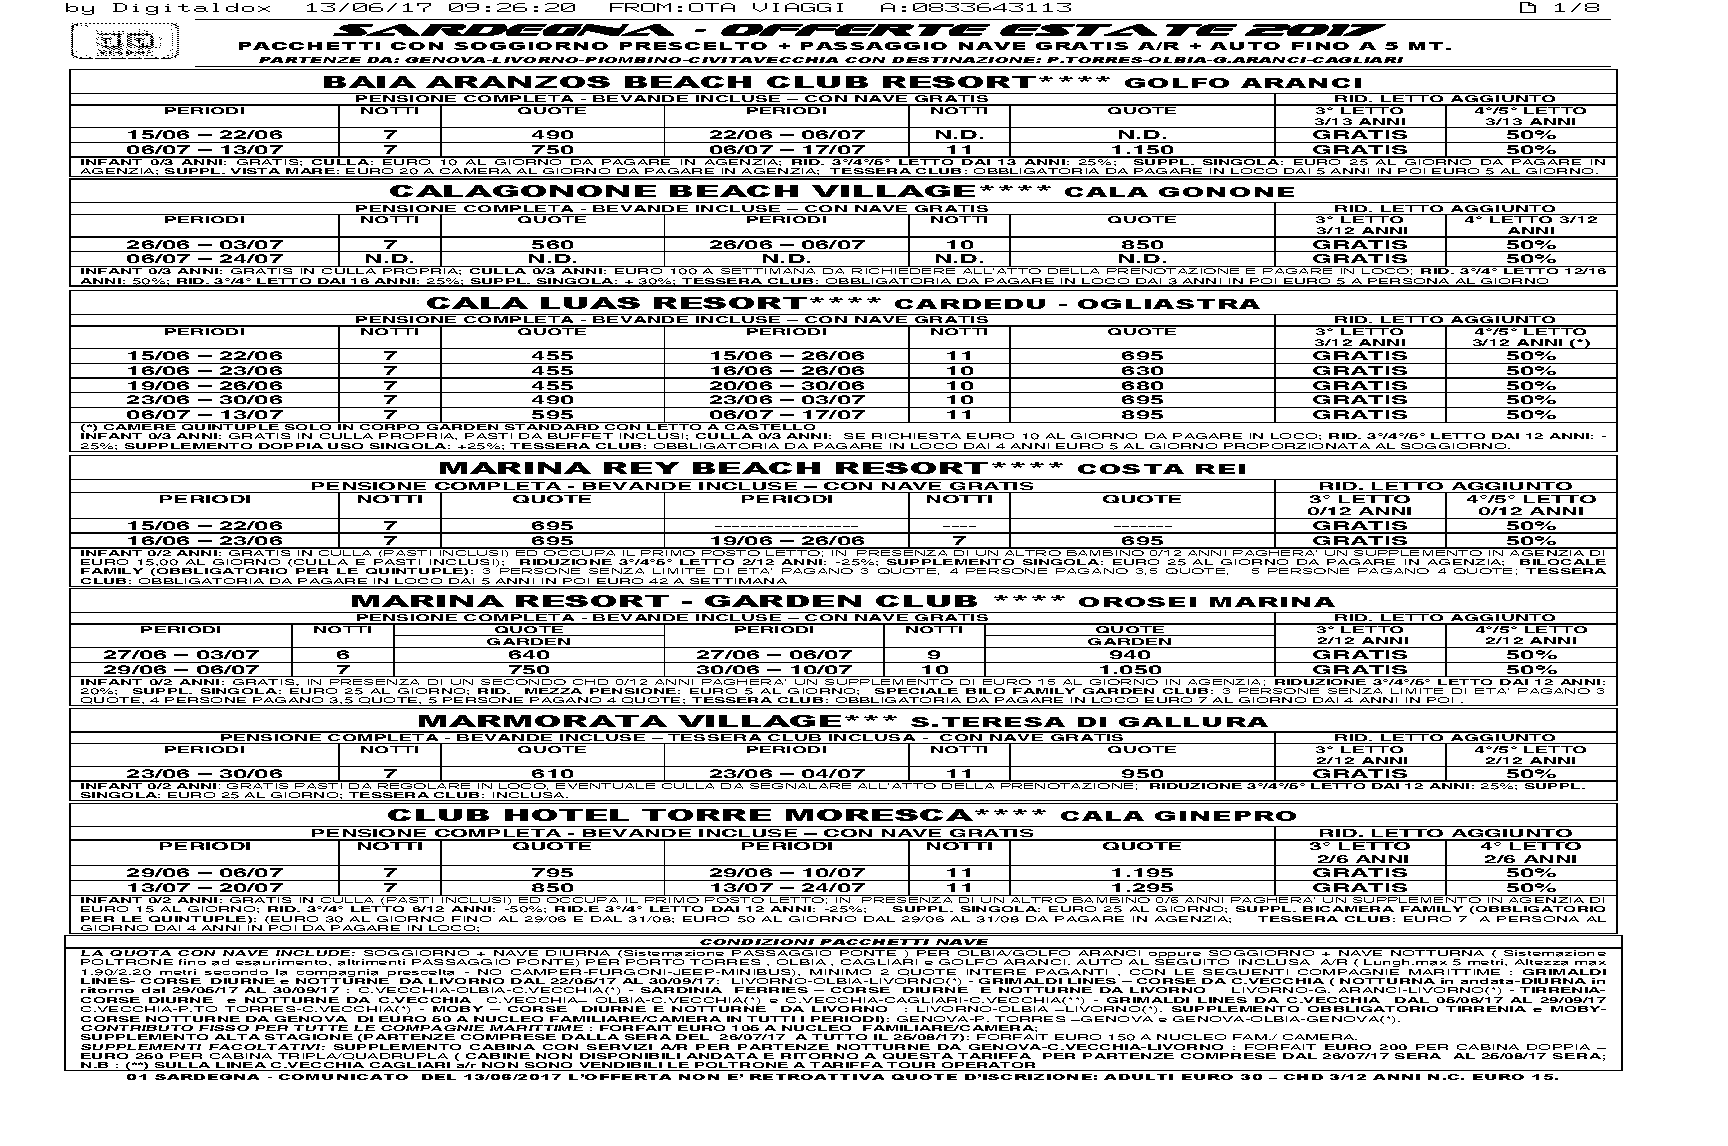 by Digitaldox 13/06/17 09:26:20 FROM:OTA VIAGGI A:0833643113 1/8
SARDEGNA - OFFERTE ESTATE 2017
PACCHETTI CON SOGGIORNO PRESCELTO + PASSAGGIO NAVE GRATIS A/R + AUTO FINO A 5 MT.
PARTENZE DA: GENOVA-LIVORNO-PIOMBINO-CIVITAVECCHIA CON DESTINAZIONE: P.TORRES-OLBIA-G.ARANCI-CAGLIARI
BAIA ARANZOS BEACH CLUB RESORT**** GOLFO ARANCI
PENSIONE COMPLETA - BEVANDE INCLUSE – CON NAVE GRATIS RID. LETTO AGGIUNTO
PERIODI NOTTI QUOTE PERIODI NOTTI QUOTE 3° LETTO 4°/5° LETTO
3/13 ANNI 3/13 ANNI
15/06 – 22/06 7 490 22/06 – 06/07 N.D. N.D. GRATIS 50%
06/07 – 13/07 7 750 06/07 – 17/07 11 1.150 GRATIS 50%
INFANT 0/3 ANNI: GRATIS; CULLA: EURO 10 AL GIORNO DA PAGARE IN AGENZIA; RID. 3°/4°/5° LETTO DAI 13 ANNI: 25%; SUPPL. SINGOLA: EURO 25 AL GIORNO DA PAGARE IN
AGENZIA; SUPPL. VISTA MARE: EURO 20 A CAMERA AL GIORNO DA PAGARE IN AGENZIA; TESSERA CLUB: OBBLIGATORIA DA PAGARE IN LOCO DAI 5 ANNI IN POI EURO 5 AL GIORNO.
CALAGONONE BEACH VILLAGE**** CALA GONONE
PENSIONE COMPLETA - BEVANDE INCLUSE – CON NAVE GRATIS RID. LETTO AGGIUNTO
PERIODI NOTTI QUOTE PERIODI NOTTI QUOTE 3° LETTO 4° LETTO 3/12
3/12 ANNI ANNI
26/06 – 03/07 7 560 26/06 – 06/07 10 850 GRATIS 50%
06/07 – 24/07 N.D. N.D. N.D. N.D. N.D. GRATIS 50%
INFANT 0/3 ANNI: GRATIS IN CULLA PROPRIA; CULLA 0/3 ANNI: EURO 100 A SETTIMANA DA RICHIEDERE ALL'ATTO DELLA PRENOTAZIONE E PAGARE IN LOCO; RID. 3°/4° LETTO 12/16
ANNI: 50%; RID. 3°/4° LETTO DAI 16 ANNI: 25%; SUPPL. SINGOLA: + 30%; TESSERA CLUB: OBBLIGATORIA DA PAGARE IN LOCO DAI 3 ANNI IN POI EURO 5 A PERSONA AL GIORNO
CALA LUAS RESORT**** CARDEDU - OGLIASTRA
PENSIONE COMPLETA - BEVANDE INCLUSE – CON NAVE GRATIS RID. LETTO AGGIUNTO
PERIODI NOTTI QUOTE PERIODI NOTTI QUOTE 3° LETTO 4°/5° LETTO
3/12 ANNI 3/12 ANNI (*)
15/06 – 22/06 7 455 15/06 – 26/06 11 695 GRATIS 50%
16/06 – 23/06 7 455 16/06 – 26/06 10 630 GRATIS 50%
19/06 – 26/06 7 455 20/06 – 30/06 10 680 GRATIS 50%
23/06 – 30/06 7 490 23/06 – 03/07 10 695 GRATIS 50%
06/07 – 13/07 7 595 06/07 – 17/07 11 895 GRATIS 50%
(*) CAMERE QUINTUPLE SOLO IN CORPO GARDEN STANDARD CON LETTO A CASTELLO
INFANT 0/3 ANNI: GRATIS IN CULLA PROPRIA, PASTI DA BUFFET INCLUSI; CULLA 0/3 ANNI: SE RICHIESTA EURO 10 AL GIORNO DA PAGARE IN LOCO; RID. 3°/4°/5° LETTO DAI 12 ANNI: -
25%; SUPPLEMENTO DOPPIA USO SINGOLA: +25%; TESSERA CLUB: OBBLIGATORIA DA PAGARE IN LOCO DAI 4 ANNI EURO 5 AL GIORNO PROPORZIONATA AL SOGGIORNO.
MARINA REY BEACH RESORT**** COSTA REI
PENSIONE COMPLETA - BEVANDE INCLUSE – CON NAVE GRATIS RID. LETTO AGGIUNTO
PERIODI NOTTI QUOTE PERIODI NOTTI QUOTE 3° LETTO 4°/5° LETTO
0/12 ANNI 0/12 ANNI
15/06 – 22/06 7 695 ----------------- ---- ------- GRATIS 50%
16/06 – 23/06 7 695 19/06 – 26/06 7 695 GRATIS 50%
INFANT 0/2 ANNI: GRATIS IN CULLA (PASTI INCLUSI) ED OCCUPA IL PRIMO POSTO LETTO; IN PRESENZA DI UN ALTRO BAMBINO 0/12 ANNI PAGHERA' UN SUPPLEMENTO IN AGENZIA DI
EURO 15,00 AL GIORNO (CULLA E PASTI INCLUSI); RIDUZIONE 3°/4°5° LETTO 2/12 ANNI: -25%; SUPPLEMENTO SINGOLA: EURO 25 AL GIORNO DA PAGARE IN AGENZIA; BILOCALE
FAMILY (OBBLIGATORIO PER LE QUINTUPLE): 3 PERSONE SENZA LIMITE DI ETA' PAGANO 3 QUOTE, 4 PERSONE PAGANO 3,5 QUOTE, 5 PERSONE PAGANO 4 QUOTE; TESSERA
CLUB: OBBLIGATORIA DA PAGARE IN LOCO DAI 5 ANNI IN POI EURO 42 A SETTIMANA
MARINA RESORT - GARDEN CLUB **** OROSEI MARINA
PENSIONE COMPLETA - BEVANDE INCLUSE – CON NAVE GRATIS RID. LETTO AGGIUNTO
PERIODI NOTTI QUOTE PERIODI NOTTI QUOTE 3° LETTO 4°/5° LETTO
GARDEN GARDEN 2/12 ANNI 2/12 ANNI
27/06 – 03/07 6 640 27/06 – 06/07 9 940 GRATIS 50%
29/06 – 06/07 7 750 30/06 – 10/07 10 1.050 GRATIS 50%
INFANT 0/2 ANNI: GRATIS, IN PRESENZA DI UN SECONDO CHD 0/12 ANNI PAGHERA' UN SUPPLEMENTO DI EURO 15 AL GIORNO IN AGENZIA; RIDUZIONE 3°/4°/5° LETTO DAI 12 ANNI:
20%; SUPPL. SINGOLA: EURO 25 AL GIORNO; RID. MEZZA PENSIONE: EURO 5 AL GIORNO; SPECIALE BILO FAMILY GARDEN CLUB: 3 PERSONE SENZA LIMITE DI ETA' PAGANO 3
QUOTE, 4 PERSONE PAGANO 3,5 QUOTE, 5 PERSONE PAGANO 4 QUOTE; TESSERA CLUB: OBBLIGATORIA DA PAGARE IN LOCO EURO 7 AL GIORNO DAI 4 ANNI IN POI .
MARMORATA VILLAGE*** S.TERESA DI GALLURA
PENSIONE COMPLETA - BEVANDE INCLUSE – TESSERA CLUB INCLUSA - CON NAVE GRATIS RID. LETTO AGGIUNTO
PERIODI NOTTI QUOTE PERIODI NOTTI QUOTE 3° LETTO 4°/5° LETTO
2/12 ANNI 2/12 ANNI
23/06 – 30/06 7 610 23/06 – 04/07 11 950 GRATIS 50%
INFANT 0/2 ANNI: GRATIS PASTI DA REGOLARE IN LOCO, EVENTUALE CULLA DA SEGNALARE ALL'ATTO DELLA PRENOTAZIONE; RIDUZIONE 3°/4°/5° LETTO DAI 12 ANNI: 25%; SUPPL.
SINGOLA: EURO 25 AL GIORNO; TESSERA CLUB: INCLUSA.
CLUB HOTEL TORRE MORESCA**** CALA GINEPRO
PENSIONE COMPLETA - BEVANDE INCLUSE – CON NAVE GRATIS RID. LETTO AGGIUNTO
PERIODI NOTTI QUOTE PERIODI NOTTI QUOTE 3° LETTO 4° LETTO
2/6 ANNI 2/6 ANNI
29/06 – 06/07 7 795 29/06 – 10/07 11 1.195 GRATIS 50%
13/07 – 20/07 7 850 13/07 – 24/07 11 1.295 GRATIS 50%
INFANT 0/2 ANNI: GRATIS IN CULLA (PASTI INCLUSI) ED OCCUPA IL PRIMO POSTO LETTO; IN PRESENZA DI UN ALTRO BAMBINO 0/6 ANNI PAGHERA' UN SUPPLEMENTO IN AGENZIA DI
EURO 15 AL GIORNO; RID. 3°/4° LETTO 6/12 ANNI: -50%; RID.E 3°/4° LETTO DAI 12 ANNI: -25%; SUPPL. SINGOLA: EURO 25 AL GIORNO; SUPPL. BICAMERA FAMILY (OBBLIGATORIO
PER LE QUINTUPLE): (EURO 30 AL GIORNO FINO AL 29/06 E DAL 31/08; EURO 50 AL GIORNO DAL 29/06 AL 31/08 DA PAGARE IN AGENZIA; TESSERA CLUB: EURO 7 A PERSONA AL
GIORNO DAI 4 ANNI IN POI DA PAGARE IN LOCO;
CONDIZIONI PACCHETTI NAVE
LA QUOTA CON NAVE INCLUDE: SOGGIORNO + NAVE DIURNA (Sistemazione PASSAGGIO PONTE ) PER OLBIA/GOLFO ARANCI oppure SOGGIORNO + NAVE NOTTURNA ( Sistemazione
POLTRONE fino ad esaurimento, altrimenti PASSAGGIO PONTE) PER PORTO TORRES , OLBIA , CAGLIARI e GOLFO ARANCI. AUTO AL SEGUITO INCLUSA A/R ( Lungh.max 5 metri, Altezza max
1.90/2.20 metri secondo la compagnia prescelta - NO CAMPER-FURGONI-JEEP-MINIBUS), MINIMO 2 QUOTE INTERE PAGANTI , CON LE SEGUENTI COMPAGNIE MARITTIME : GRIMALDI
LINES- CORSE DIURNE e NOTTURNE DA LIVORNO DAL 22/05/17 AL 30/09/17: LIVORNO-OLBIA-LIVORNO(*) - GRIMALDI LINES – CORSE DA C.VECCHIA ( NOTTURNA in andata-DIURNA in
ritorno dal 29/05/17 AL 30/09/17 : C.VECCHIA-OLBIA-C.VECCHIA(*) - SARDINIA FERRIES – CORSE DIURNE E NOTTURNE DA LIVORNO : LIVORNO-G. ARANCI-LIVORNO(*) - TIRRENIA-
CORSE DIURNE e NOTTURNE DA C.VECCHIA , C.VECCHIA– OLBIA-C.VECCHIA(*) e C.VECCHIA-CAGLIARI-C.VECCHIA(**) - GRIMALDI LINES DA C.VECCHIA DAL 05/06/17 AL 29/09/17
C.VECCHIA-P.TO TORRES-C.VECCHIA(*) - MOBY – CORSE DIURNE E NOTTURNE DA LIVORNO : LIVORNO-OLBIA –LIVORNO(*). SUPPLEMENTO OBBLIGATORIO TIRRENIA e MOBY-
CORSE NOTTURNE DA GENOVA DI EURO 50 A NUCLEO FAMILIARE/CAMERA IN TUTTI PERIODI): GENOVA-P. TORRES –GENOVA e GENOVA-OLBIA-GENOVA(*).
CONTRIBUTO FISSO PER TUTTE LE COMPAGNIE MARITTIME : FORFAIT EURO 105 A NUCLEO FAMILIARE/CAMERA;
SUPPLEMENTO ALTA STAGIONE (PARTENZE COMPRESE DALLA SERA DEL 26/07/17 A TUTTO IL 25/08/17): FORFAIT EURO 150 A NUCLEO FAM./ CAMERA.
SUPPLEMENTI FACOLTATIVI: SUPPLEMENTO CABINA CON SERVIZI A/R PER PARTENZE NOTTURNE DA GENOVA-C.VECCHIA-LIVORNO : FORFAIT EURO 200 PER CABINA DOPPIA –
EURO 250 PER CABINA TRIPLA/QUADRUPLA ( CABINE NON DISPONIBILI ANDATA E RITORNO A QUESTA TARIFFA PER PARTENZE COMPRESE DAL 26/07/17 SERA AL 25/08/17 SERA;
N.B : (**) SULLA LINEA C.VECCHIA CAGLIARI a/r NON SONO VENDIBILI LE POLTRONE A TARIFFA TOUR OPERATOR
01 SARDEGNA - COMUNICATO DEL 13/06/2017 L'OFFERTA NON E' RETROATTIVA QUOTE D'ISCRIZIONE: ADULTI EURO 30 – CHD 3/12 ANNI N.C. EURO 15.